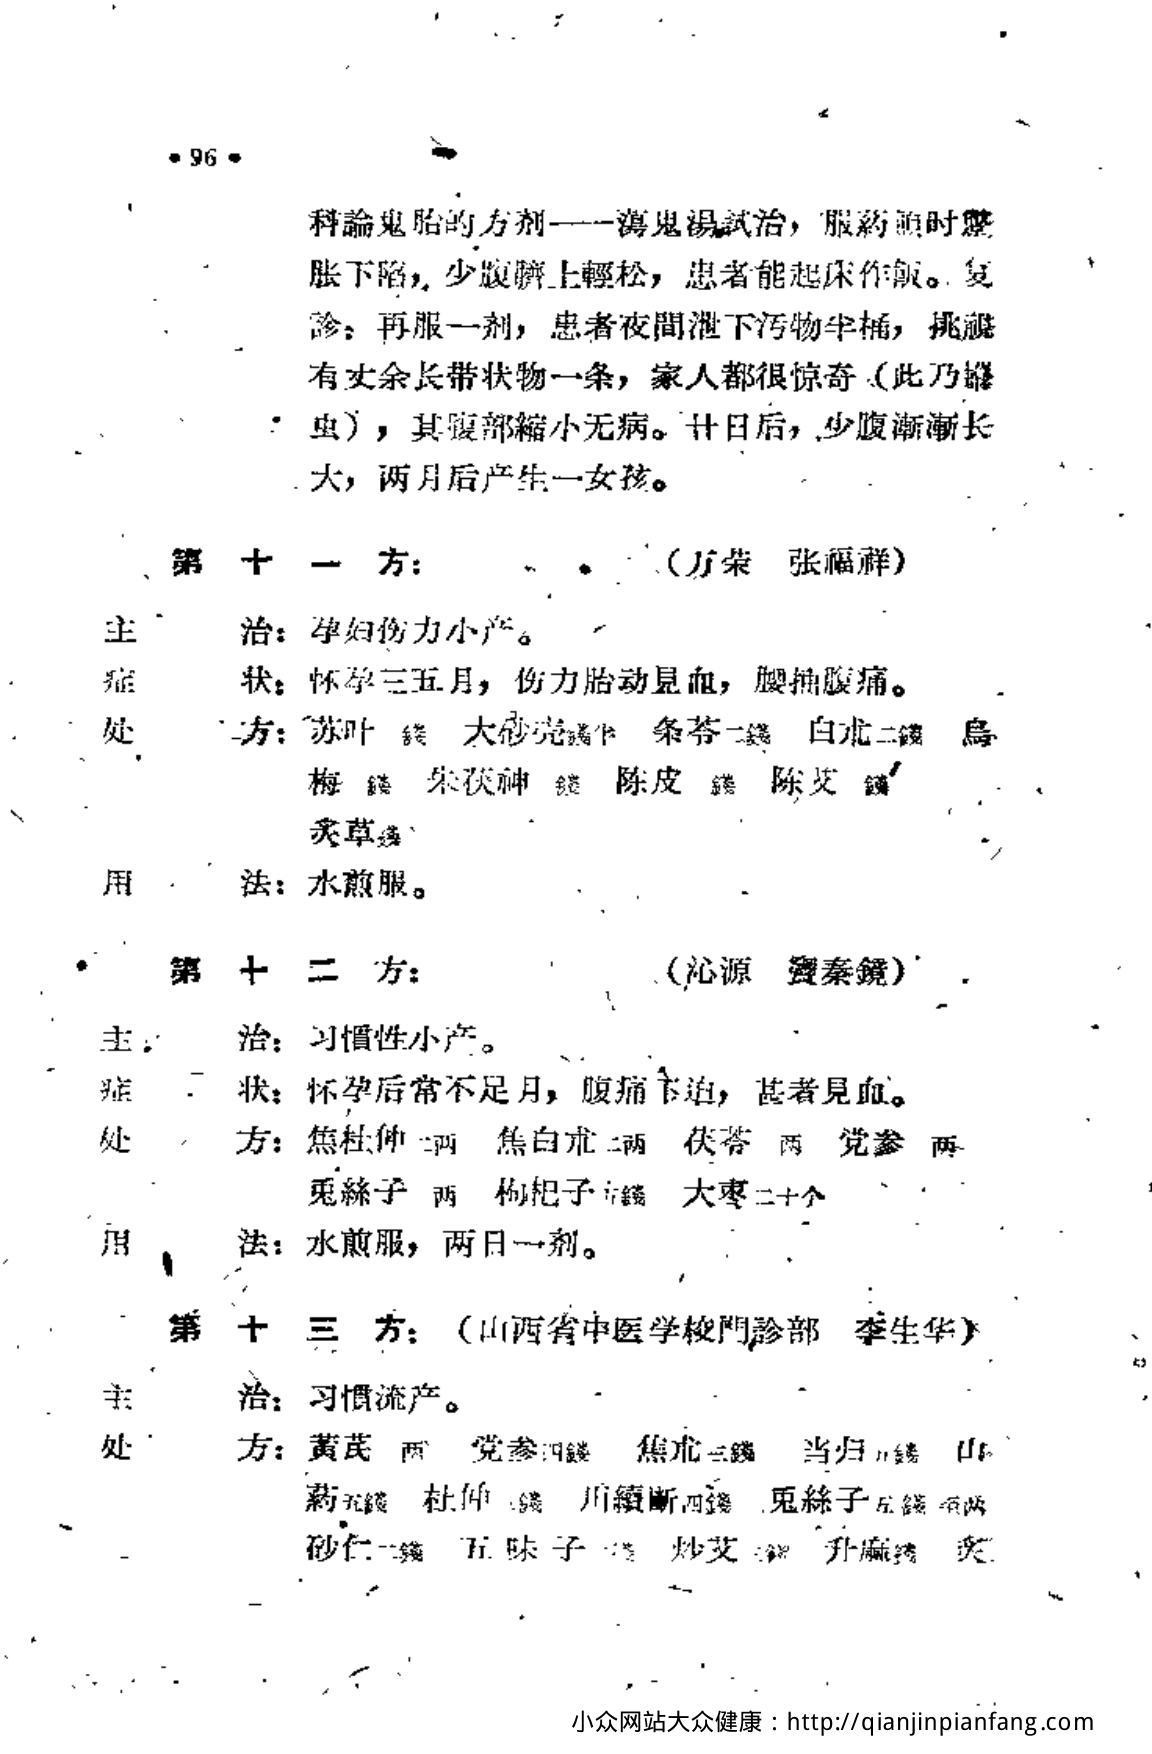 • 96 •
科論鬼胎的方剂——蕩鬼湯試治，服葯頓时
胀下陷，少腹臍上輕松，患者能起床作飯。复
診：再服一剂，患者夜間泄下污物半桶，挑視
有丈余长带状物一条，家人都很惊奇（此乃
虫），其腹部縮小无病。廿日后，少腹漸漸长
大，两月后产生一女孩。
第十一方：（万荣　张福祥）
主治：孕妇伤力小产。
症状：怀孕三五月，伤力胎动見血，腰抽腹痛。
处方：苏叶 錢 大砂壳錢半 条芩二錢 白朮二錢 烏
梅 錢 朱茯神 錢 陈皮 錢 陈艾 錢
炙草錢
用法：水煎服。
第十二方：（沁源　竇秦鏡）
主治：习慣性小产。
症状：怀孕后常不足月，腹痛下迫，甚者見血。
处方：焦杜仲二两 焦白朮二两 茯苓 两 党参 两
兎絲子 两 枸杞子五錢 大枣二十个
用法：水煎服，两日一剂。
第十三方：（山西省中医学校門診部　李生华）
主治：习慣流产。
处方：黃芪 两 党参四錢 焦朮三錢 当归 錢 山
葯五錢 杜仲 錢 川續断四錢 兎絲子五錢 两
砂仁二錢 五味子 錢 炒艾 錢 升麻錢 炙
小众网站大众健康：http://qianjinpianfang.com